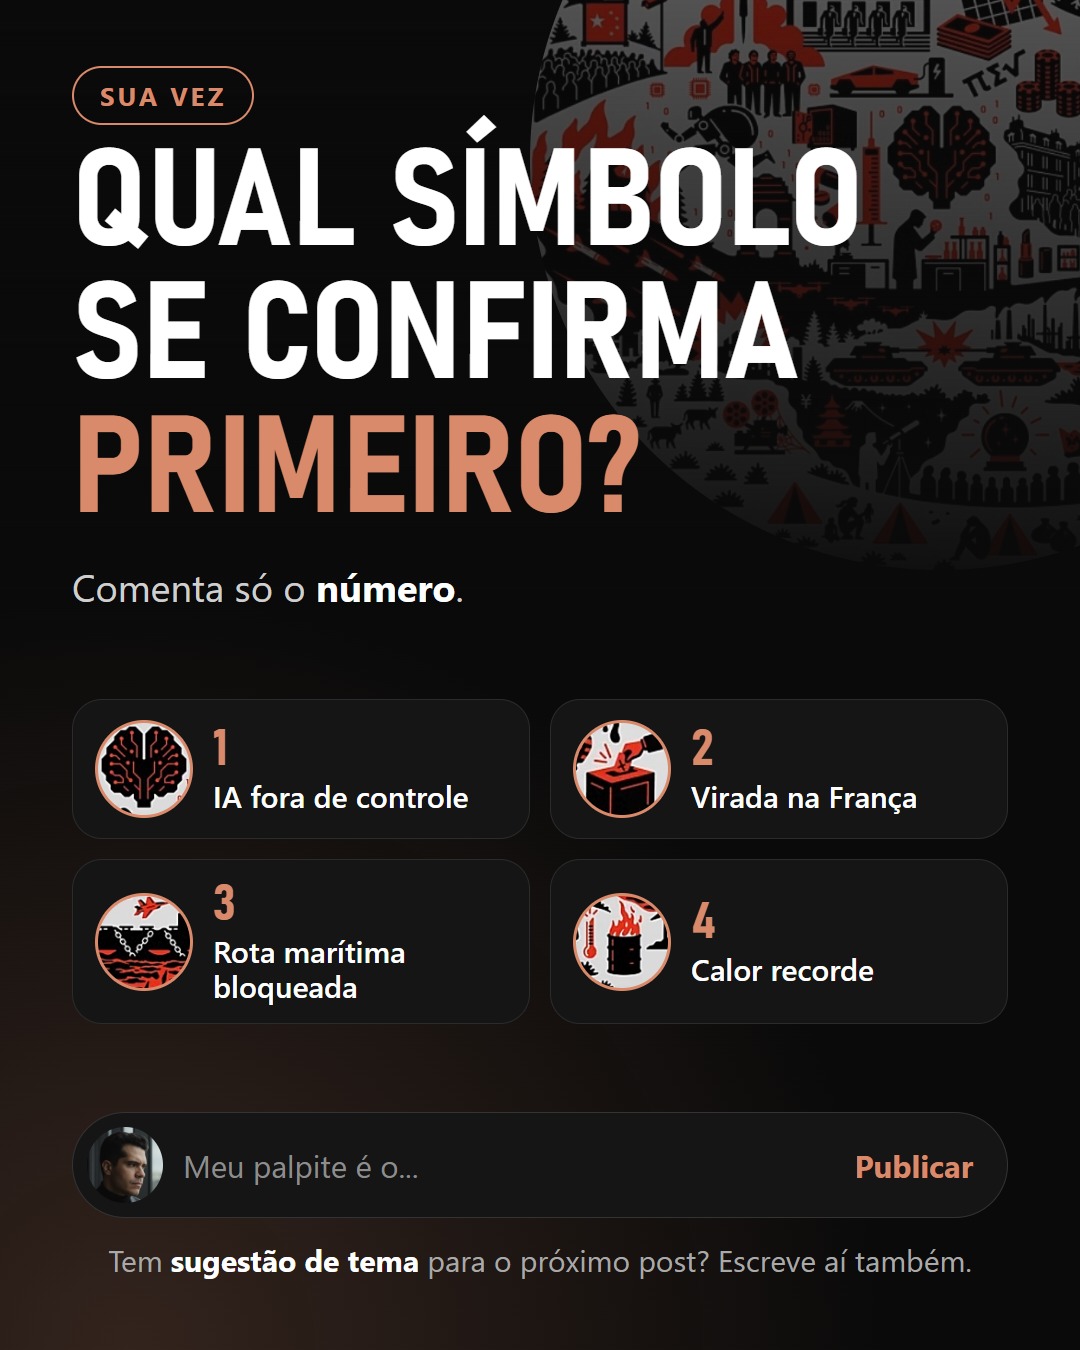 SUA VEZ
QUAL SÍMBOLO
SE CONFIRMA
PRIMEIRO?
Comenta só o número.
1
IA fora de controle
2
Virada na França
3
Rota marítima
bloqueada
4
Calor recorde
Meu palpite é o...
Publicar
Tem sugestão de tema para o próximo post? Escreve aí também.